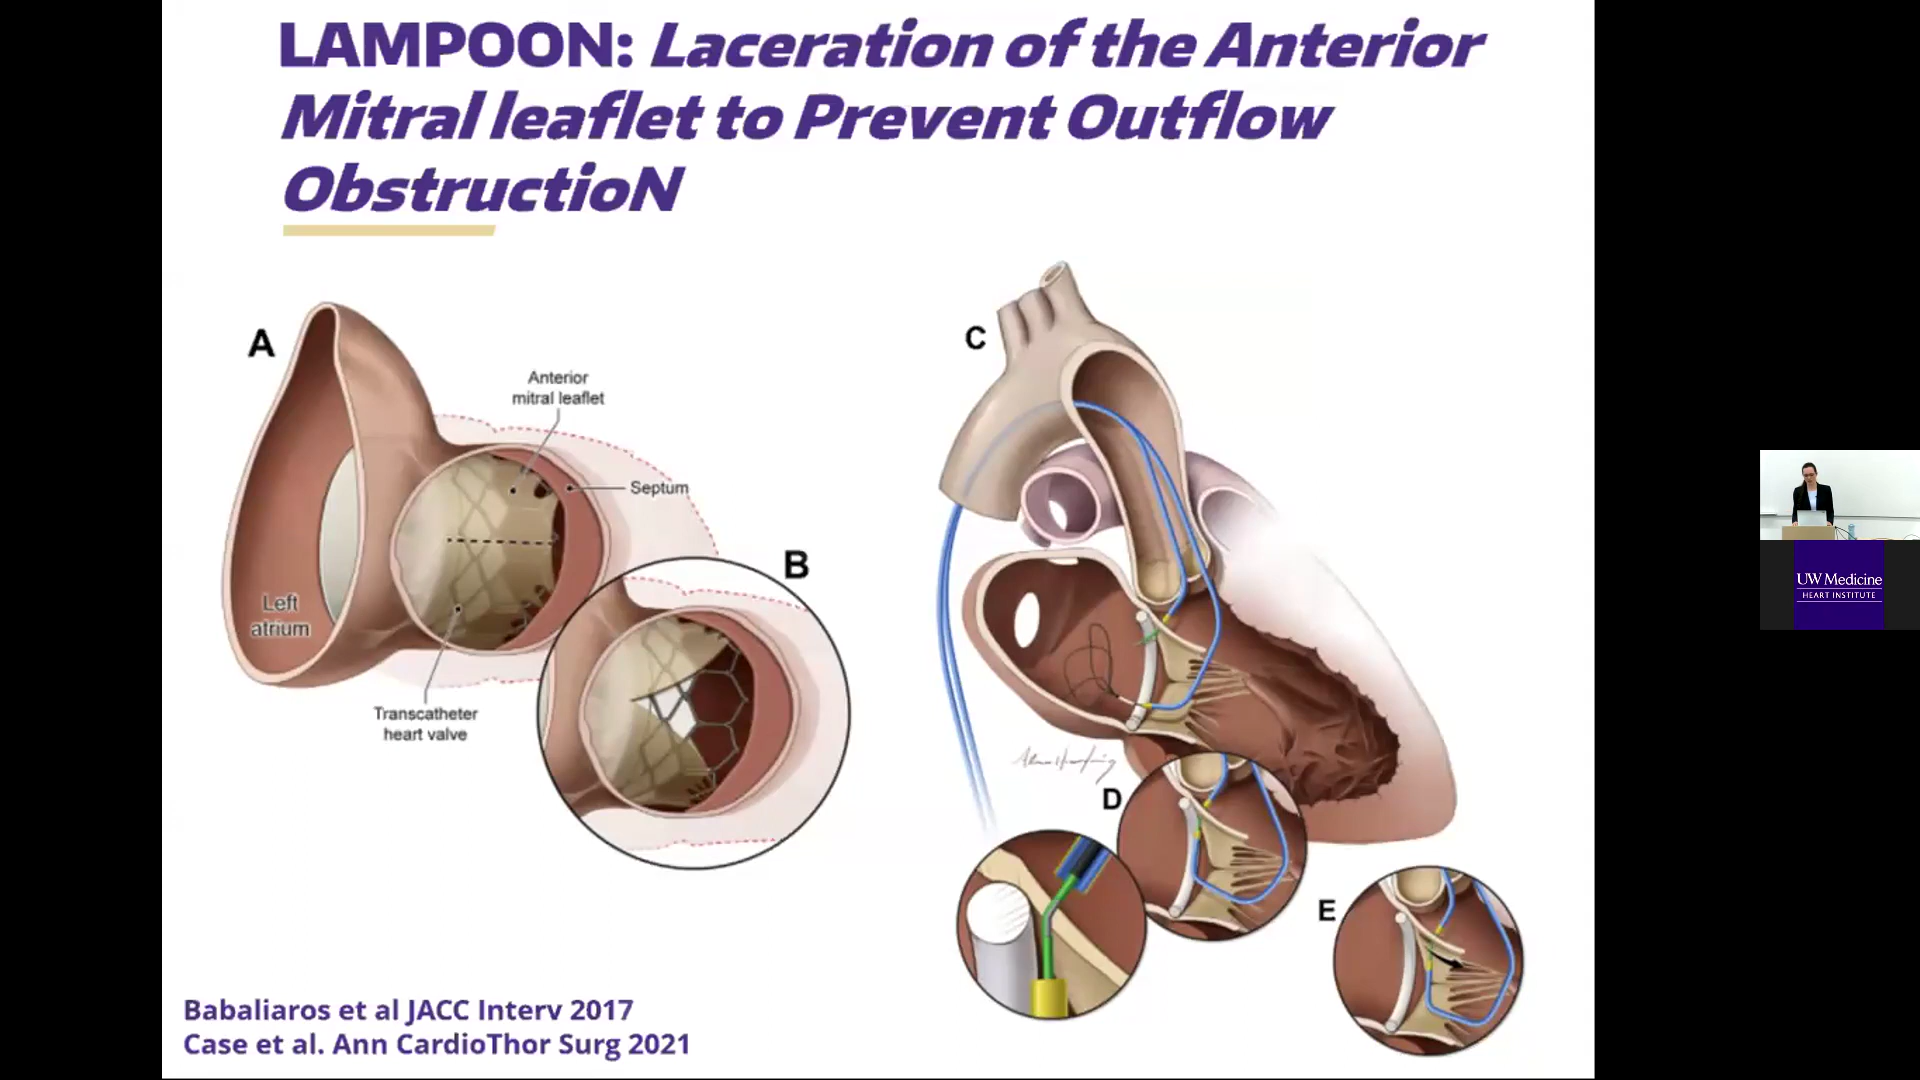 LAMPOON: Laceration of the Anterior
Mitral leaflet to Prevent Outflow
ObstructioN
A
Anterior
mitral leaflet
Septum
Left
atrium
Transcatheter
heart valve
B
C
D
E
Babaliaros et al JACC Interv 2017
Case et al. Ann CardioThor Surg 2021
UW Medicine
HEART INSTITUTE